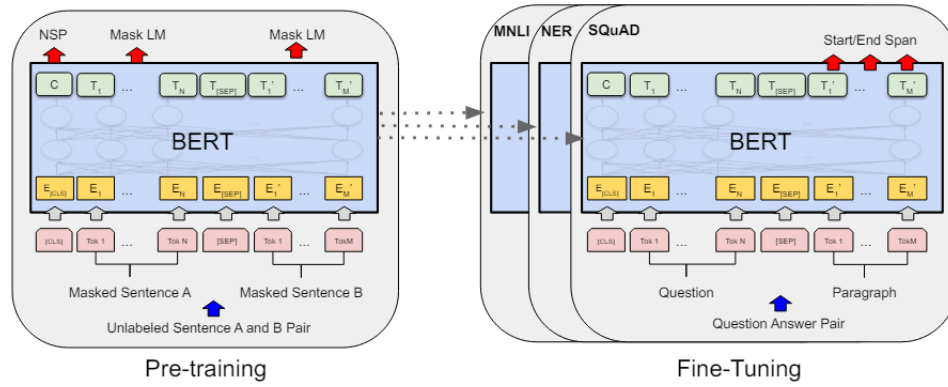 NSP Mask LM Mask LM
C T1 ... TN T[SEP] T1' ... TM'
BERT
E[CLS] E1 ... EN E[SEP] E1' ... EM'
[CLS] Tok 1 ... Tok N [SEP] Tok 1 ... TokM
Masked Sentence A Masked Sentence B
Unlabeled Sentence A and B Pair
Pre-training
MNLI NER SQuAD
Start/End Span
C T1 ... TN T[SEP] T1' ... TM'
BERT
E[CLS] E1 ... EN E[SEP] E1' ... EM'
[CLS] Tok 1 ... Tok N [SEP] Tok 1 ... TokM
Question Paragraph
Question Answer Pair
Fine-Tuning